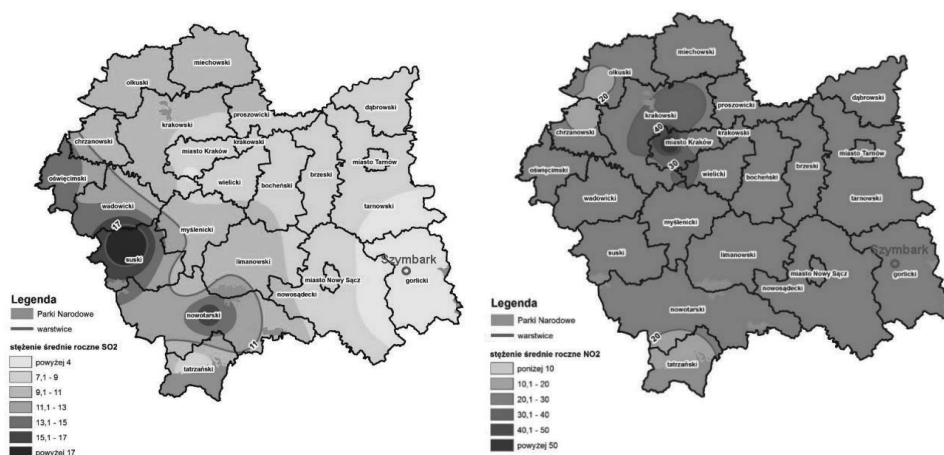 miechowski
olkuski
dąbrowski
proszowicki
krakowski
chrzanowski
krakowski
miasto Kraków
miasto Tarnów
oświęcimski
wielicki
bocheński
brzeski
wadowicki
tarnowski
17
myślenicki
suski
limanowski
Szymbark
gorlicki
miasto Nowy Sącz
nowosądecki
nowotarski
11
tatrzański
Legenda
Parki Narodowe
warstwice
stężenie średnie roczne SO2
powyżej 4
7,1 - 9
9,1 - 11
11,1 - 13
13,1 - 15
15,1 - 17
powyżej 17
miechowski
olkuski
20
dąbrowski
proszowicki
krakowski
40
chrzanowski
krakowski
miasto Kraków
miasto Tarnów
30
oświęcimski
wielicki
bocheński
brzeski
wadowicki
tarnowski
myślenicki
suski
limanowski
Szymbark
gorlicki
miasto Nowy Sącz
nowosądecki
nowotarski
20
tatrzański
Legenda
Parki Narodowe
warstwice
stężenie średnie roczne NO2
poniżej 10
10,1 - 20
20,1 - 30
30,1 - 40
40,1 - 50
powyżej 50